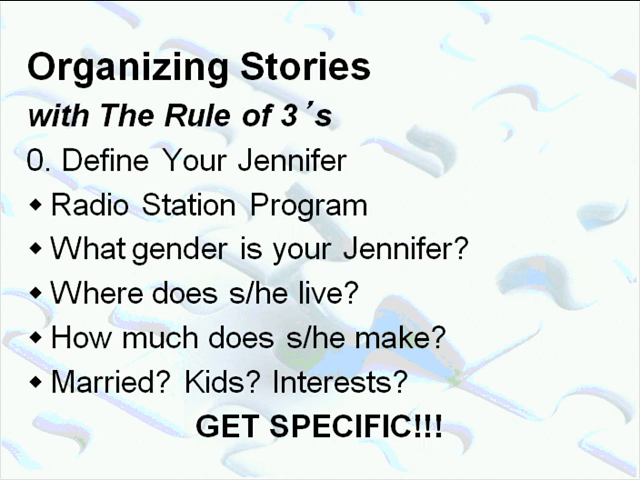 Organizing Stories
with The Rule of 3´s
0. Define Your Jennifer
◆ Radio Station Program
◆ What gender is your Jennifer?
◆ Where does s/he live?
◆ How much does s/he make?
◆ Married? Kids? Interests?
GET SPECIFIC!!!